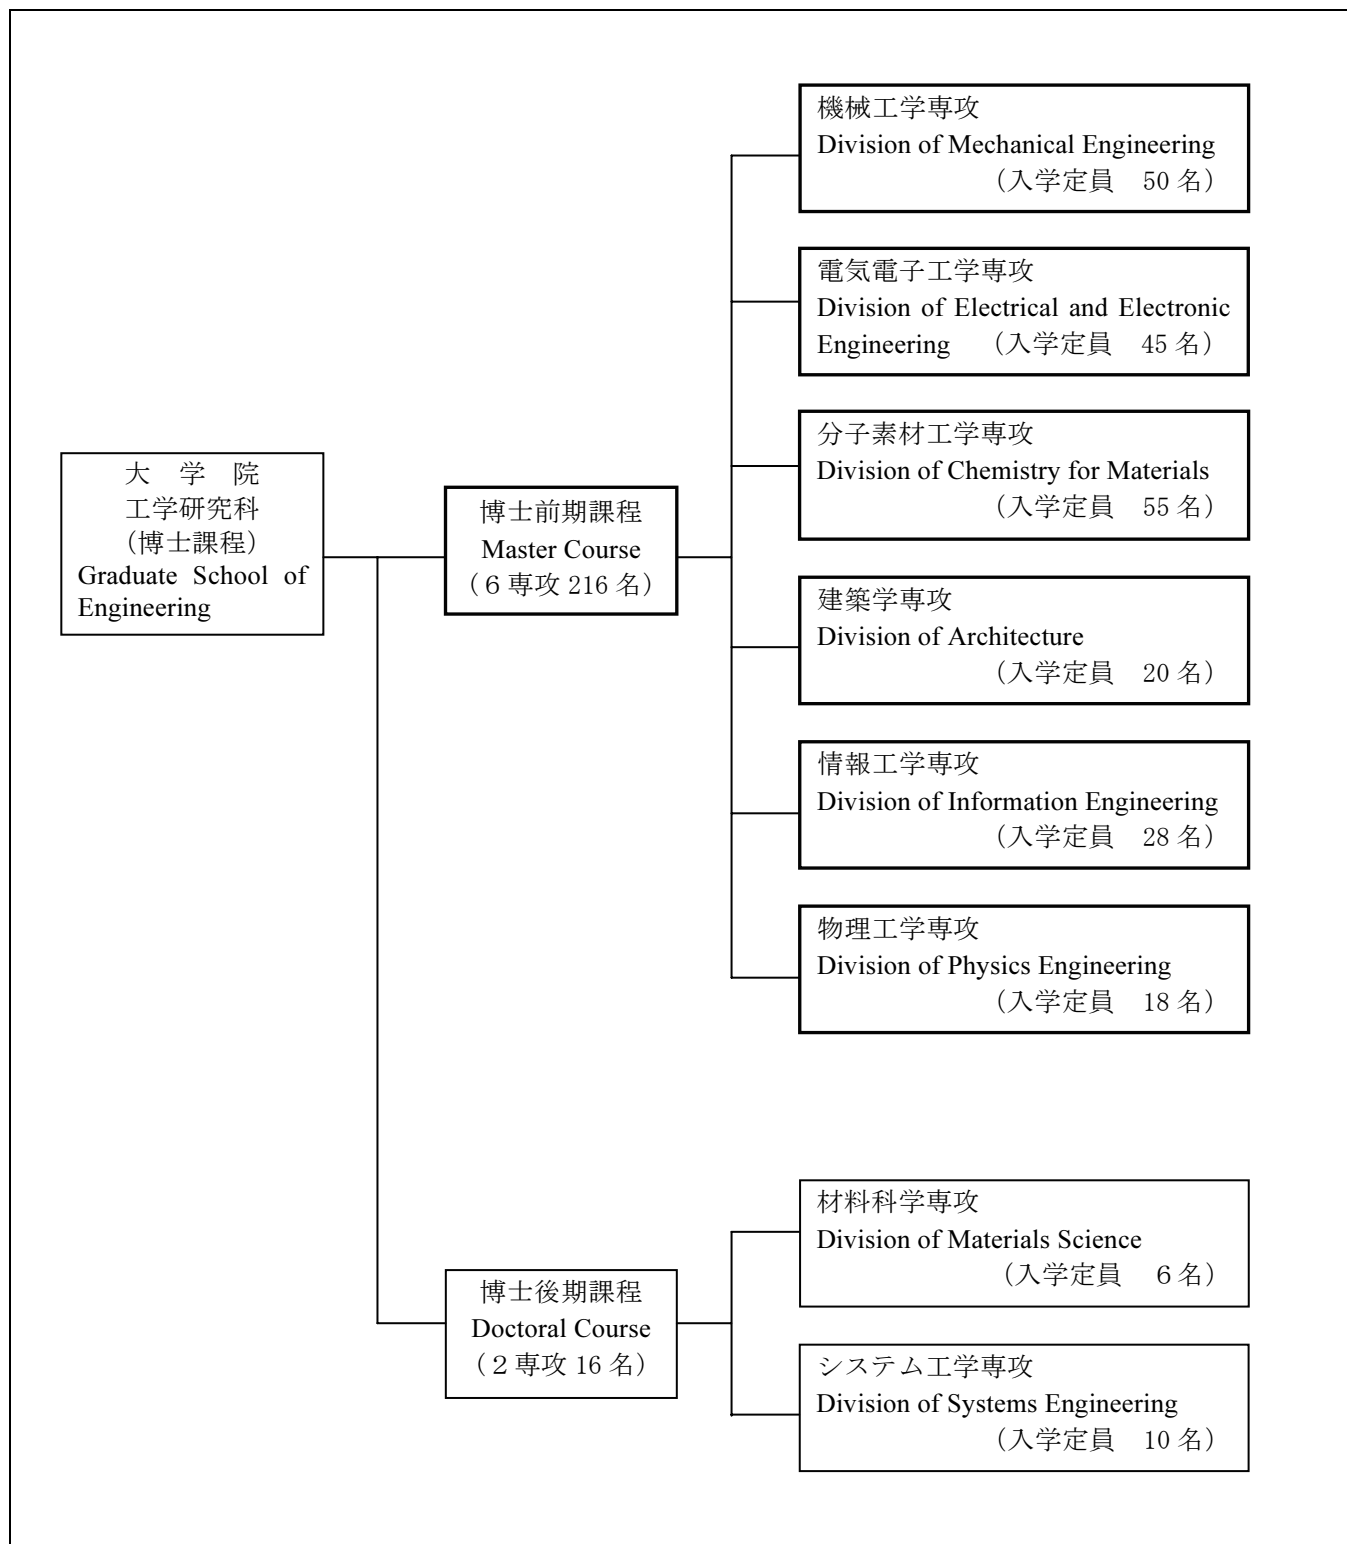 大 学 院
工学研究科
（博士課程）
Graduate School of
Engineering
博士前期課程
Master Course
（６専攻 216 名）
機械工学専攻
Division of Mechanical Engineering
（入学定員　50 名）
電気電子工学専攻
Division of Electrical and Electronic
Engineering　（入学定員　45 名）
分子素材工学専攻
Division of Chemistry for Materials
（入学定員　55 名）
建築学専攻
Division of Architecture
（入学定員　20 名）
情報工学専攻
Division of Information Engineering
（入学定員　28 名）
物理工学専攻
Division of Physics Engineering
（入学定員　18 名）
博士後期課程
Doctoral Course
（２専攻 16 名）
材料科学専攻
Division of Materials Science
（入学定員　６名）
システム工学専攻
Division of Systems Engineering
（入学定員　10 名）